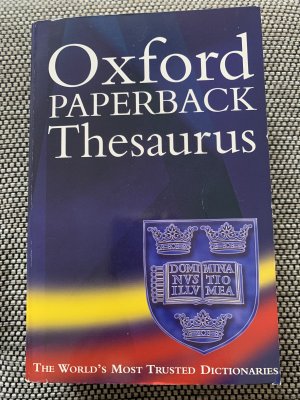 Oxford
PAPERBACK
Thesaurus
DOMI MINA
NVS TIO
ILLV MEA
THE WORLD'S MOST TRUSTED DICTIONARIES